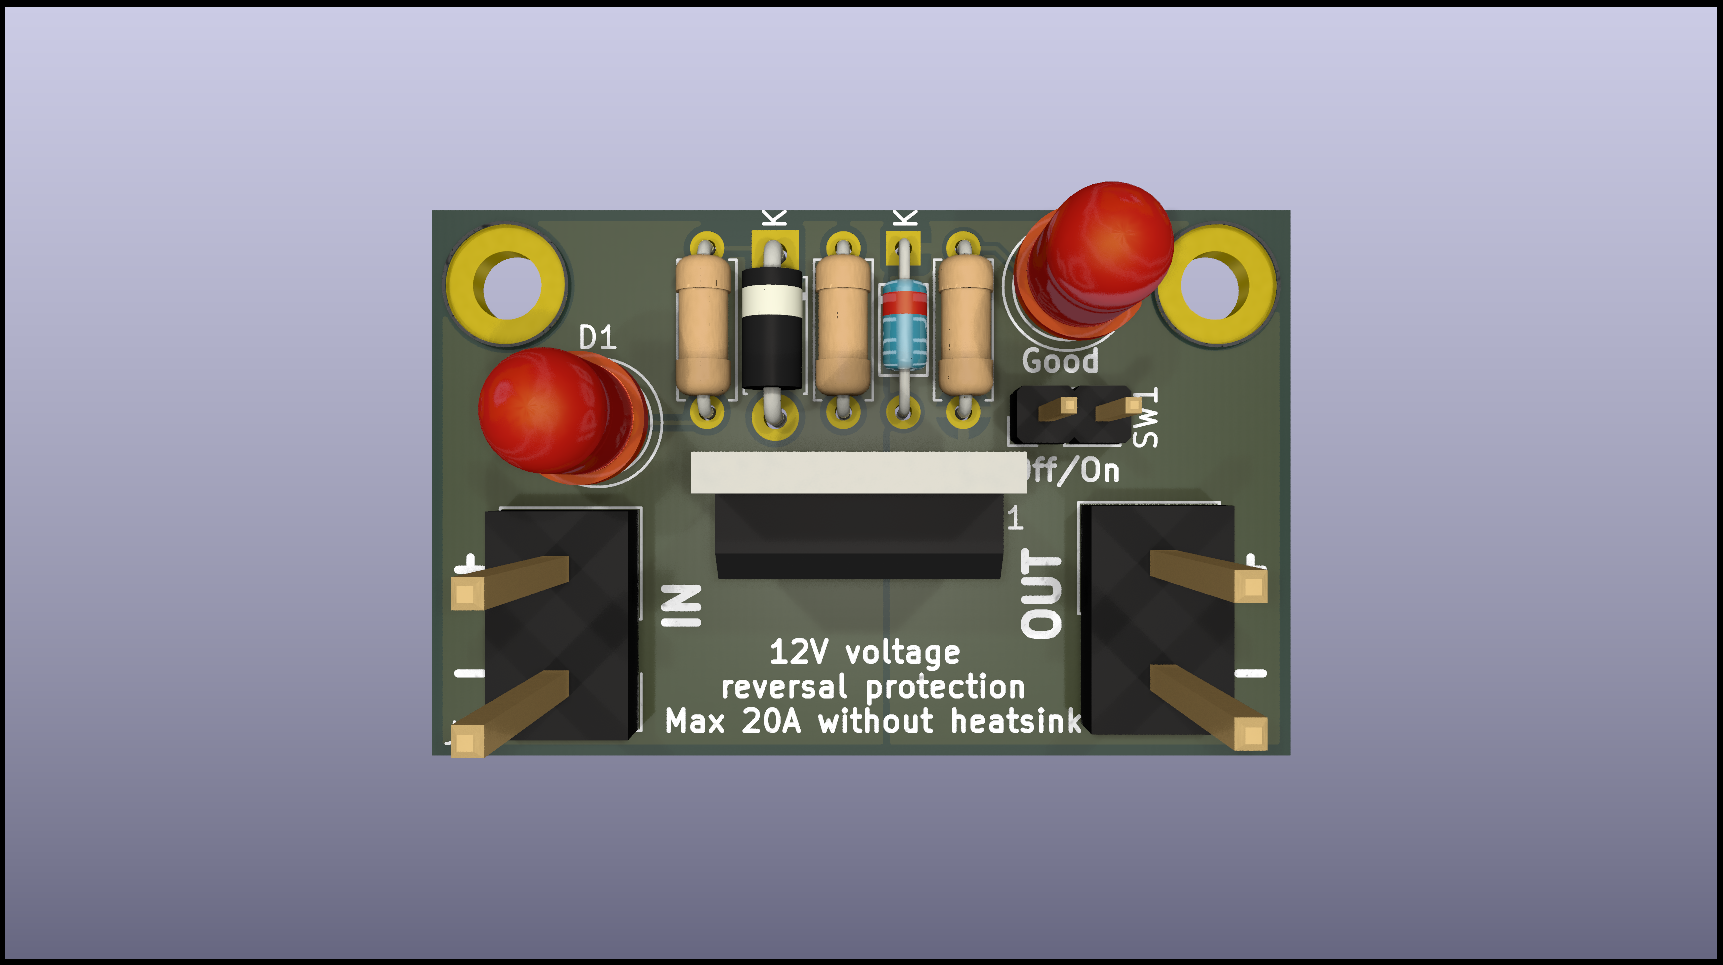 K
K
D1
Good
SW1
Off/On
1
+
+
IN
OUT
-
-
12V voltage
reversal protection
Max 20A without heatsink